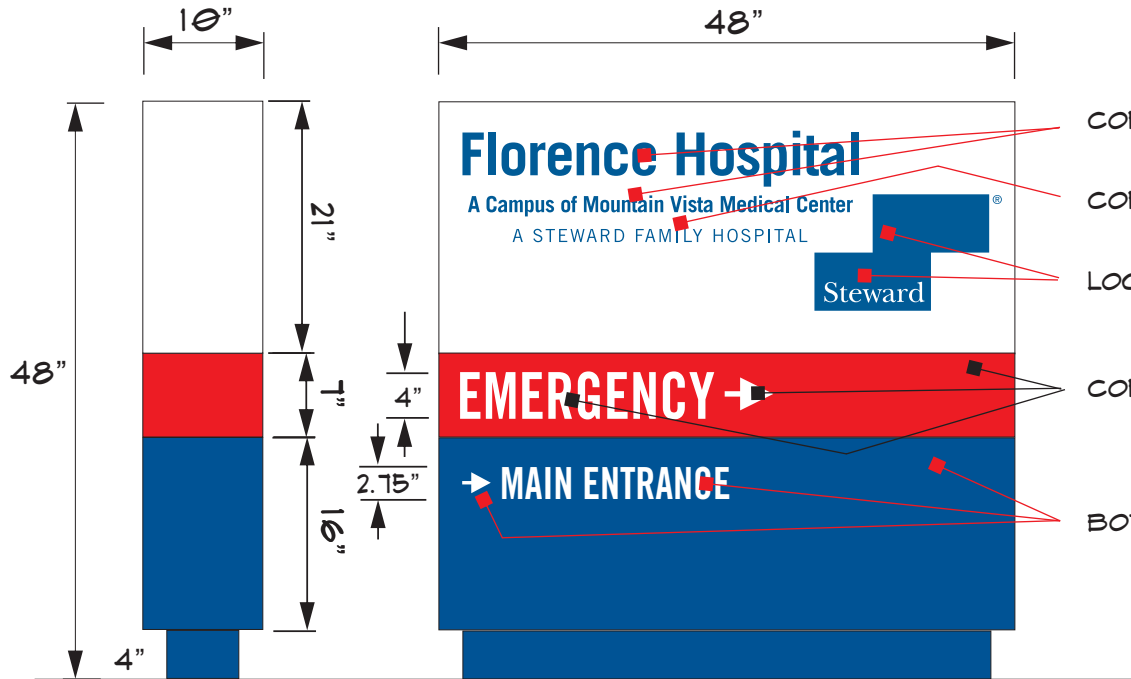 10"
48"
Florence Hospital
A Campus of Mountain Vista Medical Center
A STEWARD FAMILY HOSPITAL
®
Steward
21"
48"
7"
4"
EMERGENCY
2.75"
MAIN ENTRANCE
16"
4"